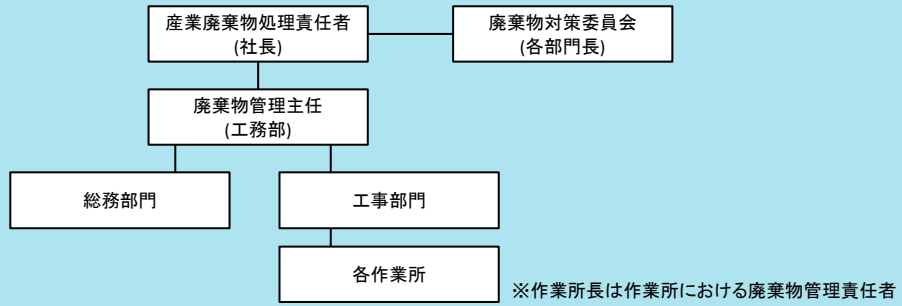 産業廃棄物処理責任者
(社長)
廃棄物対策委員会
(各部門長)
廃棄物管理主任
(工務部)
総務部門
工事部門
各作業所
※作業所長は作業所における廃棄物管理責任者